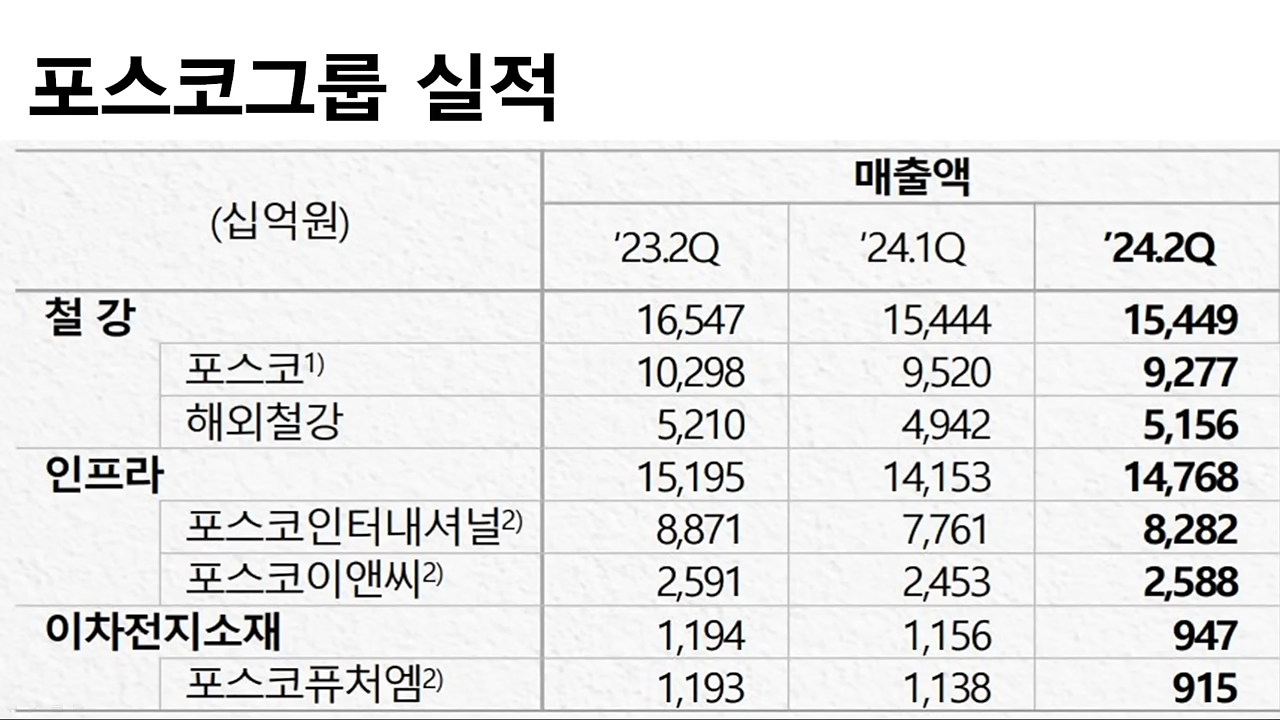 포스코그룹 실적
(십억원) 매출액
'23.2Q '24.1Q '24.2Q
철 강 16,547 15,444 15,449
포스코1) 10,298 9,520 9,277
해외철강 5,210 4,942 5,156
인프라 15,195 14,153 14,768
포스코인터내셔널2) 8,871 7,761 8,282
포스코이앤씨2) 2,591 2,453 2,588
이차전지소재 1,194 1,156 947
포스코퓨처엠2) 1,193 1,138 915